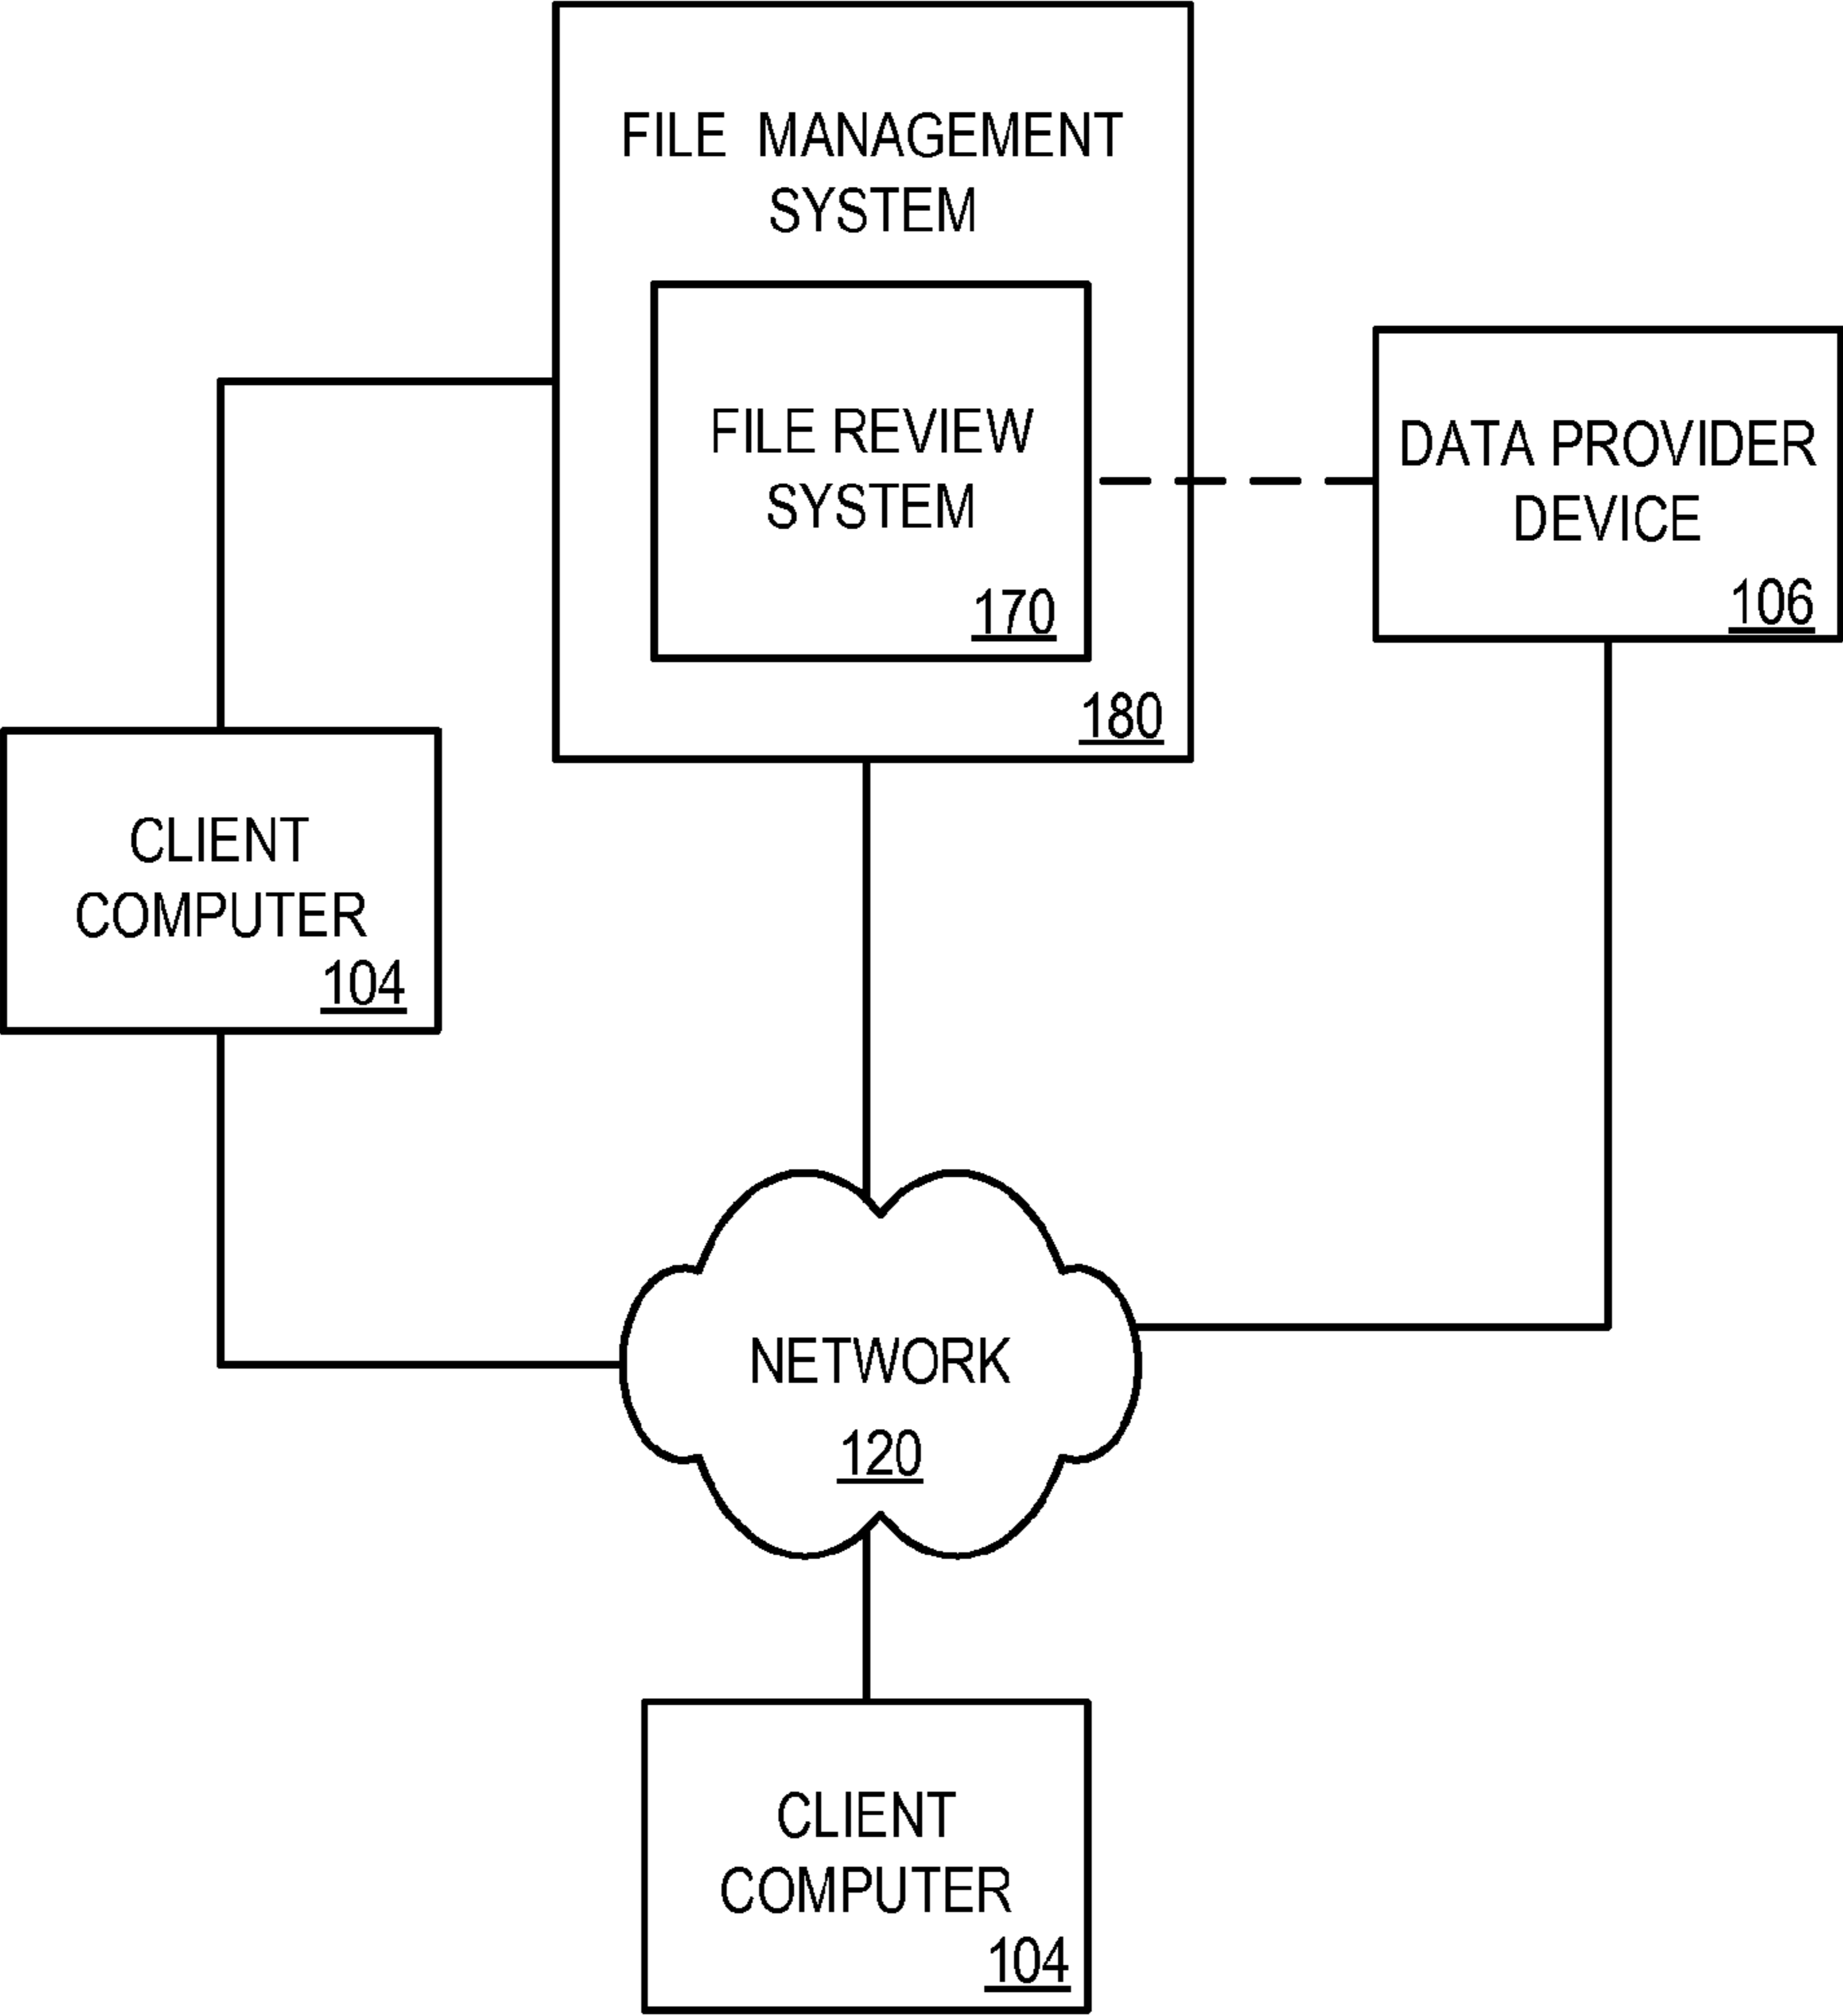 FILE MANAGEMENT
SYSTEM
FILE REVIEW
SYSTEM
170
180
DATA PROVIDER
DEVICE
106
CLIENT
COMPUTER
104
NETWORK
120
CLIENT
COMPUTER
104